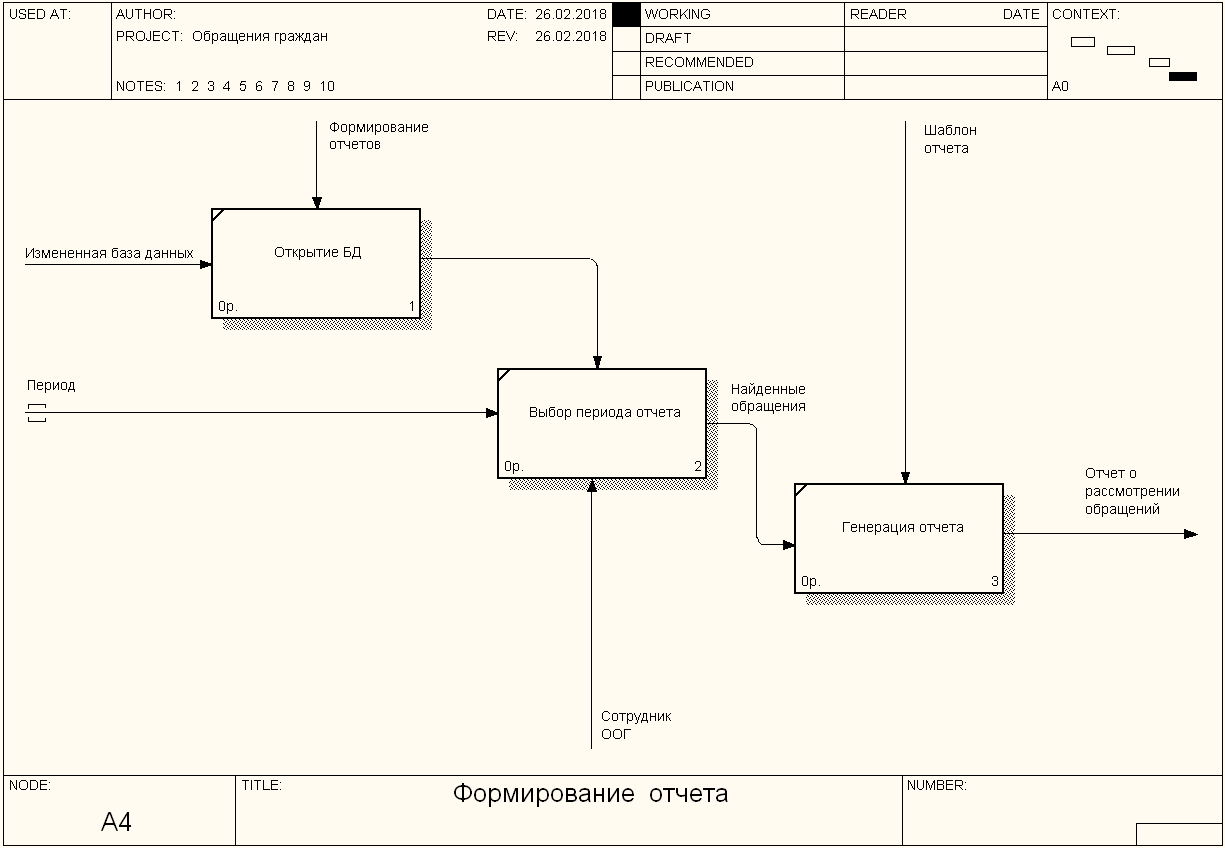 USED AT:
AUTHOR:
DATE: 26.02.2018
PROJECT: Обращения граждан
REV: 26.02.2018
NOTES: 1 2 3 4 5 6 7 8 9 10
WORKING
DRAFT
RECOMMENDED
PUBLICATION
READER
DATE
CONTEXT:
A0
Формирование
отчетов
Шаблон
отчета
Измененная база данных
Открытие БД
0р.
1
Период
Выбор периода отчета
0р.
2
Найденные
обращения
Генерация отчета
0р.
3
Отчет о
рассмотрении
обращений
Сотрудник
ООГ
NODE:
A4
TITLE:
Формирование отчета
NUMBER: